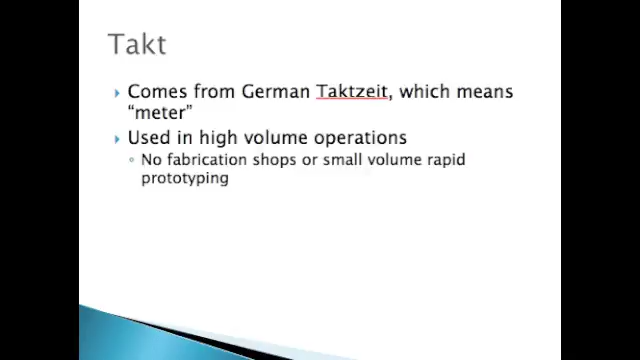 Takt
Comes from German Taktzeit, which means
“meter”
Used in high volume operations
No fabrication shops or small volume rapid
prototyping